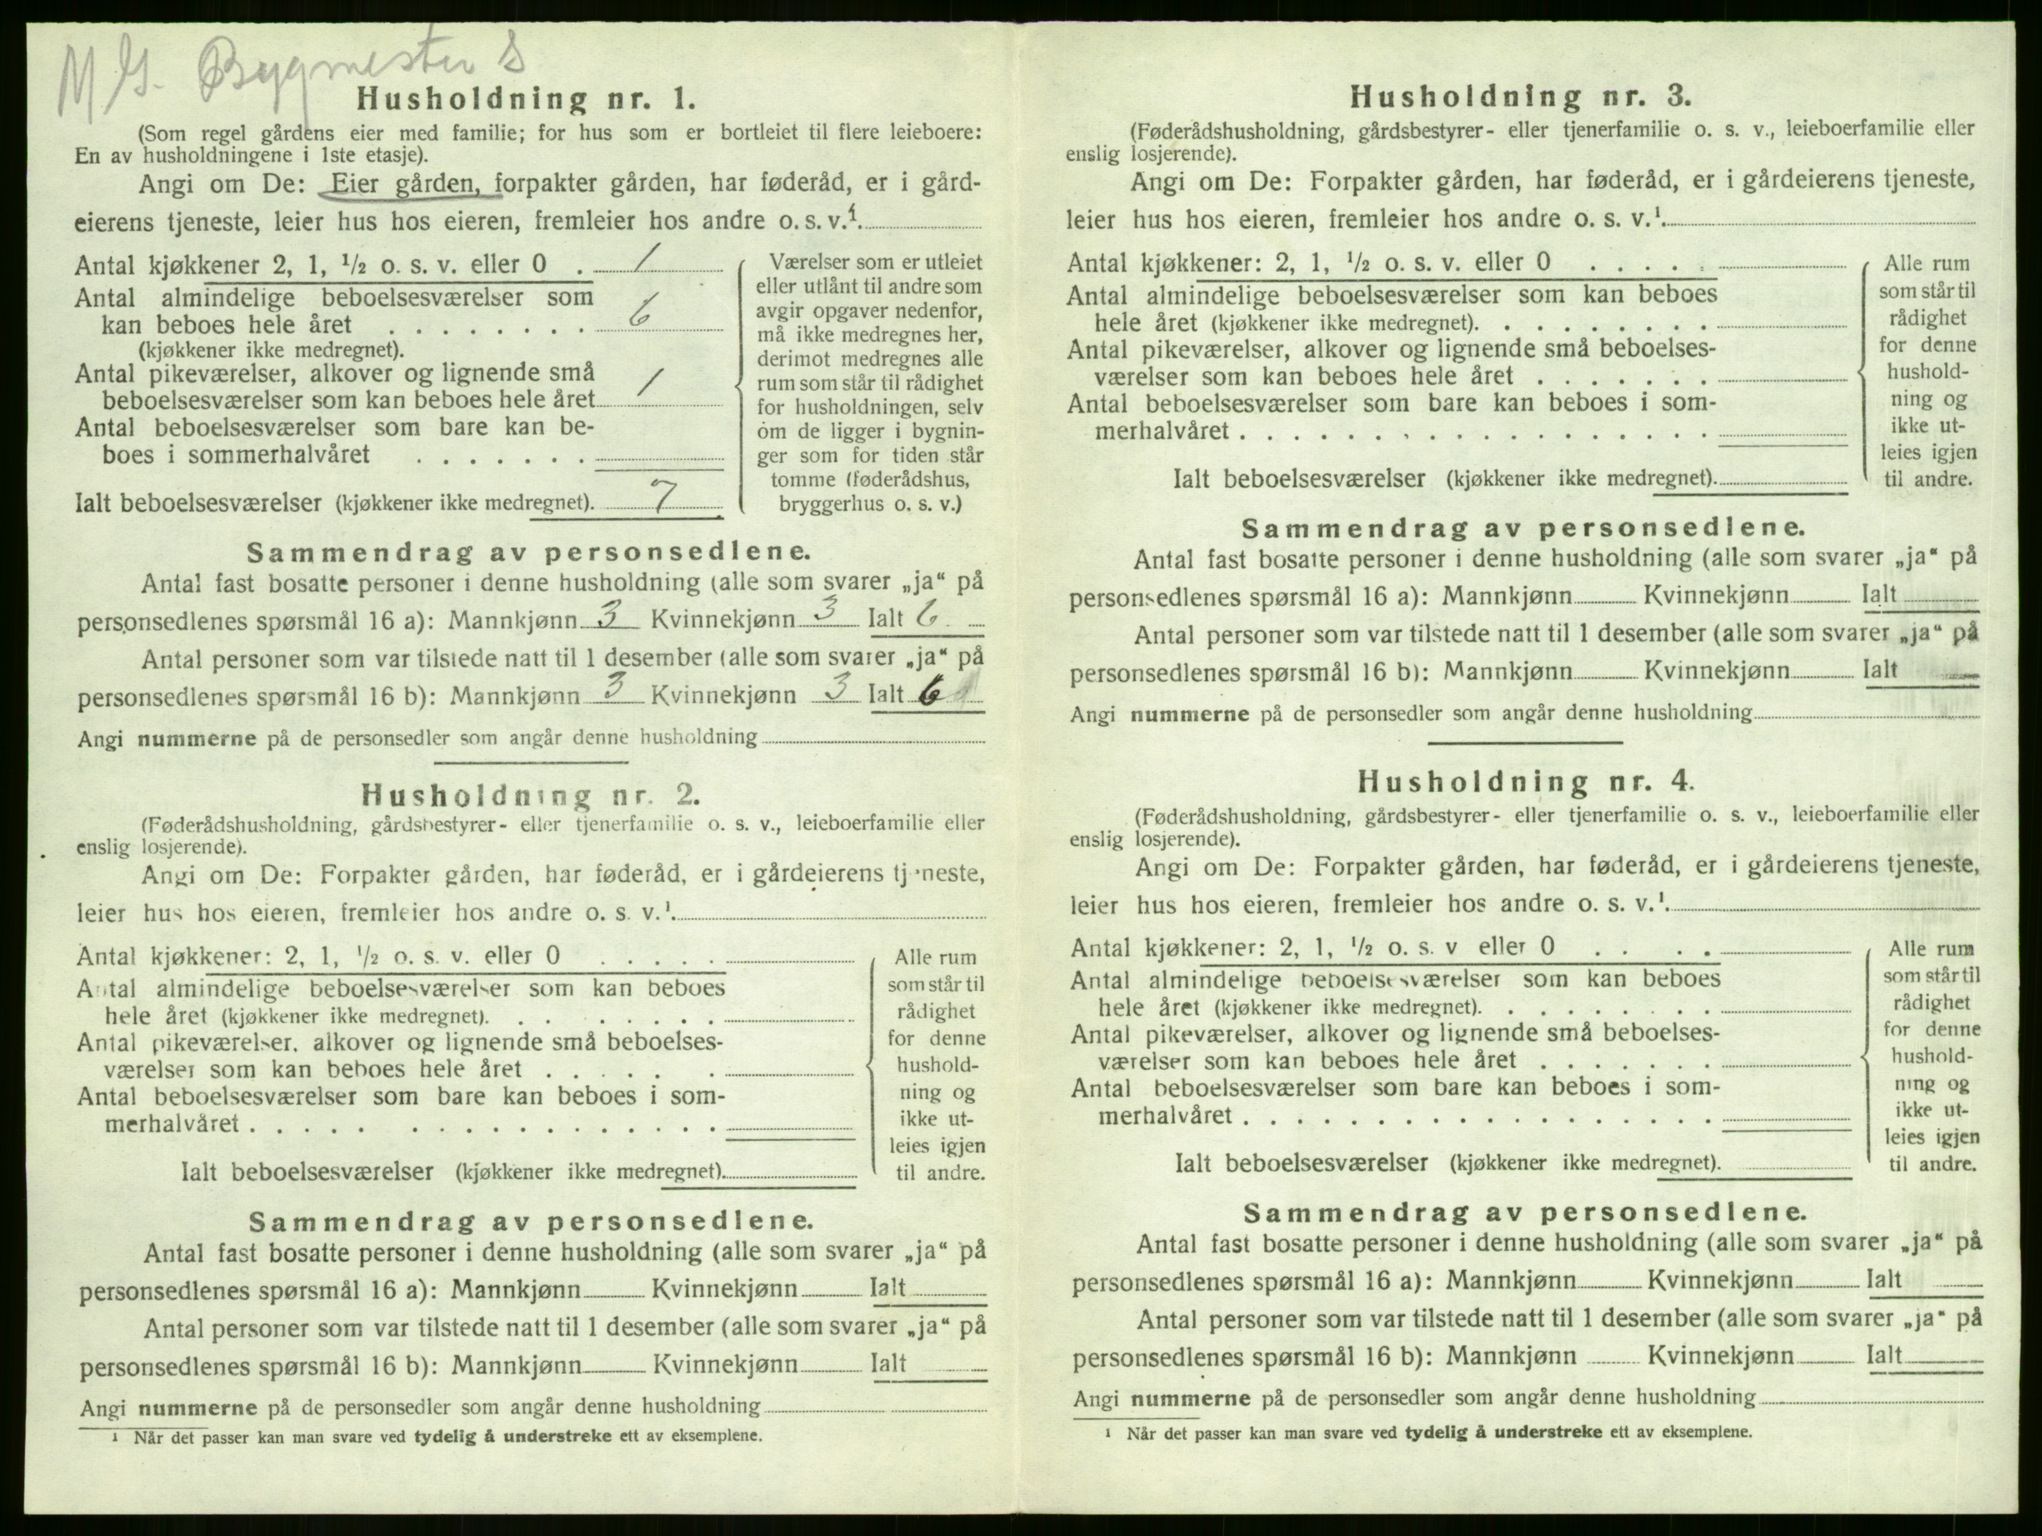 M. G. Bygmester S
Husholdning nr. 1.
(Som regel gårdens eier med familie; for hus som er bortleiet til flere leieboere:
En av husholdningene i 1ste etasje).
Angi om De: Eier gården, forpakter gården, har føderåd, er i gård-
eierens tjeneste, leier hus hos eieren, fremleier hos andre o. s. v.¹.
Antal kjøkkener 2, 1, ½ o. s. v. eller 0 . 1
Antal almindelige beboelsesværelser som
kan beboes hele året . . . . . . . . 6
(kjøkkener ikke medregnet).
Antal pikeværelser, alkover og lignende små
beboelsesværelser som kan beboes hele året 1
Antal beboelsesværelser som bare kan be-
boes i sommerhalvåret . . . . . . .
Ialt beboelsesværelser (kjøkkener ikke medregnet). 7
Værelser som er utleiet
eller utlånt til andre som
avgir opgaver nedenfor,
må ikke medregnes her,
derimot medregnes alle
rum som står til rådighet
for husholdningen, selv
om de ligger i bygnin-
ger som for tiden står
tomme (føderådshus,
bryggerhus o. s. v.)
Sammendrag av personsedlene.
Antal fast bosatte personer i denne husholdning (alle som svarer „ja“ på
personsedlenes spørsmål 16 a): Mannkjønn 3 Kvinnekjønn 3 Ialt 6
Antal personer som var tilstede natt til 1 desember (alle som svarer „ja“ på
personsedlenes spørsmål 16 b): Mannkjønn 3 Kvinnekjønn 3 Ialt 6
Angi nummerne på de personsedler som angår denne husholdning
Husholdning nr. 2.
(Føderådshusholdning, gårdsbestyrer- eller tjenerfamilie o. s. v., leieboerfamilie eller
enslig losjerende).
Angi om De: Forpakter gården, har føderåd, er i gårdeierens tjeneste,
leier hus hos eieren, fremleier hos andre o. s. v.¹.
Antal kjøkkener: 2, 1, ½ o. s. v. eller 0 . . . . .
Antal almindelige beboelsesværelser som kan beboes
hele året (kjøkkener ikke medregnet). . . . . . . .
Antal pikeværelser, alkover og lignende små beboelses-
værelser som kan beboes hele året . . . . . .
Antal beboelsesværelser som bare kan beboes i som-
merhalvåret . . . . . . . . . . . . . . . . .
Ialt beboelsesværelser (kjøkkener ikke medregnet).
Alle rum
som står til
rådighet
for denne
hushold-
ning og
ikke ut-
leies igjen
til andre.
Sammendrag av personsedlene.
Antal fast bosatte personer i denne husholdning (alle som svarer „ja“ på
personsedlenes spørsmål 16 a): Mannkjønn Kvinnekjønn Ialt
Antal personer som var tilstede natt til 1 desember (alle som svarer „ja“ på
personsedlenes spørsmål 16 b): Mannkjønn Kvinnekjønn Ialt
Angi nummerne på de personsedler som angår denne husholdning
¹ Når det passer kan man svare ved tydelig å understreke ett av eksemplene.
Husholdning nr. 3.
(Føderådshusholdning, gårdsbestyrer- eller tjenerfamilie o. s. v., leieboerfamilie eller
enslig losjerende).
Angi om De: Forpakter gården, har føderåd, er i gårdeierens tjeneste,
leier hus hos eieren, fremleier hos andre o. s. v.¹.
Antal kjøkkener: 2, 1, ½ o. s. v. eller 0 . . . . .
Antal almindelige beboelsesværelser som kan beboes
hele året (kjøkkener ikke medregnet). . . . . . . .
Antal pikeværelser, alkover og lignende små beboelses-
værelser som kan beboes hele året . . . . . . .
Antal beboelsesværelser som bare kan beboes i som-
merhalvåret . . . . . . . . . . . . . . . . . .
Ialt beboelsesværelser (kjøkkener ikke medregnet).
Alle rum
som står til
rådighet
for denne
hushold-
ning og
ikke ut-
leies igjen
til andre.
Sammendrag av personsedlene.
Antal fast bosatte personer i denne husholdning (alle som svarer „ja“ på
personsedlenes spørsmål 16 a): Mannkjønn Kvinnekjønn Ialt
Antal personer som var tilstede natt til 1 desember (alle som svarer „ja“ på
personsedlenes spørsmål 16 b): Mannkjønn Kvinnekjønn Ialt
Angi nummerne på de personsedler som angår denne husholdning
Husholdning nr. 4.
(Føderådshusholdning, gårdsbestyrer- eller tjenerfamilie o. s. v., leieboerfamilie eller
enslig losjerende).
Angi om De: Forpakter gården, har føderåd, er i gårdeierens tjeneste,
leier hus hos eieren, fremleier hos andre o. s. v.¹.
Antal kjøkkener: 2, 1, ½ o. s. v eller 0 . . . .
Antal almindelige beboelsesværelser som kan beboes
hele året (kjøkkener ikke medregnet). . . . . . . .
Antal pikeværelser, alkover og lignende små beboelses-
værelser som kan beboes hele året . . . . . . .
Antal beboelsesværelser som bare kan beboes i som-
merhalvåret . . . . . . . . . . . . . . . . . .
Ialt beboelsesværelser (kjøkkener ikke medregnet).
Alle rum
som står til
rådighet
for denne
hushold-
ning og
ikke ut-
leies igjen
til andre.
Sammendrag av personsedlene.
Antal fast bosatte personer i denne husholdning (alle som svarer „ja“ på
personsedlenes spørsmål 16 a): Mannkjønn Kvinnekjønn Ialt
Antal personer som var tilstede natt til 1 desember (alle som svarer „ja“ på
personsedlenes spørsmål 16 b): Mannkjønn Kvinnekjønn Ialt
Angi nummerne på de personsedler som angår denne husholdning
¹ Når det passer kan man svare ved tydelig å understreke ett av eksemplene.